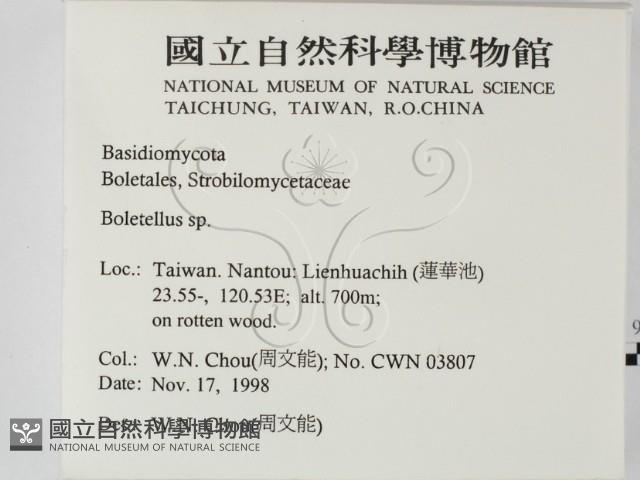 國立自然科學博物館
NATIONAL MUSEUM OF NATURAL SCIENCE
TAICHUNG, TAIWAN, R.O.CHINA
Basidiomycota
Boletales, Strobilomycetaceae
Boletellus sp.
Loc.: Taiwan. Nantou: Lienhuachih (蓮華池)
23.55-, 120.53E; alt. 700m;
on rotten wood.
Col.: W.N. Chou(周文能); No. CWN 03807
Date: Nov. 17, 1998
Det.: W.N. Chou(周文能)
國立自然科學博物館
NATIONAL MUSEUM OF NATURAL SCIENCE
9